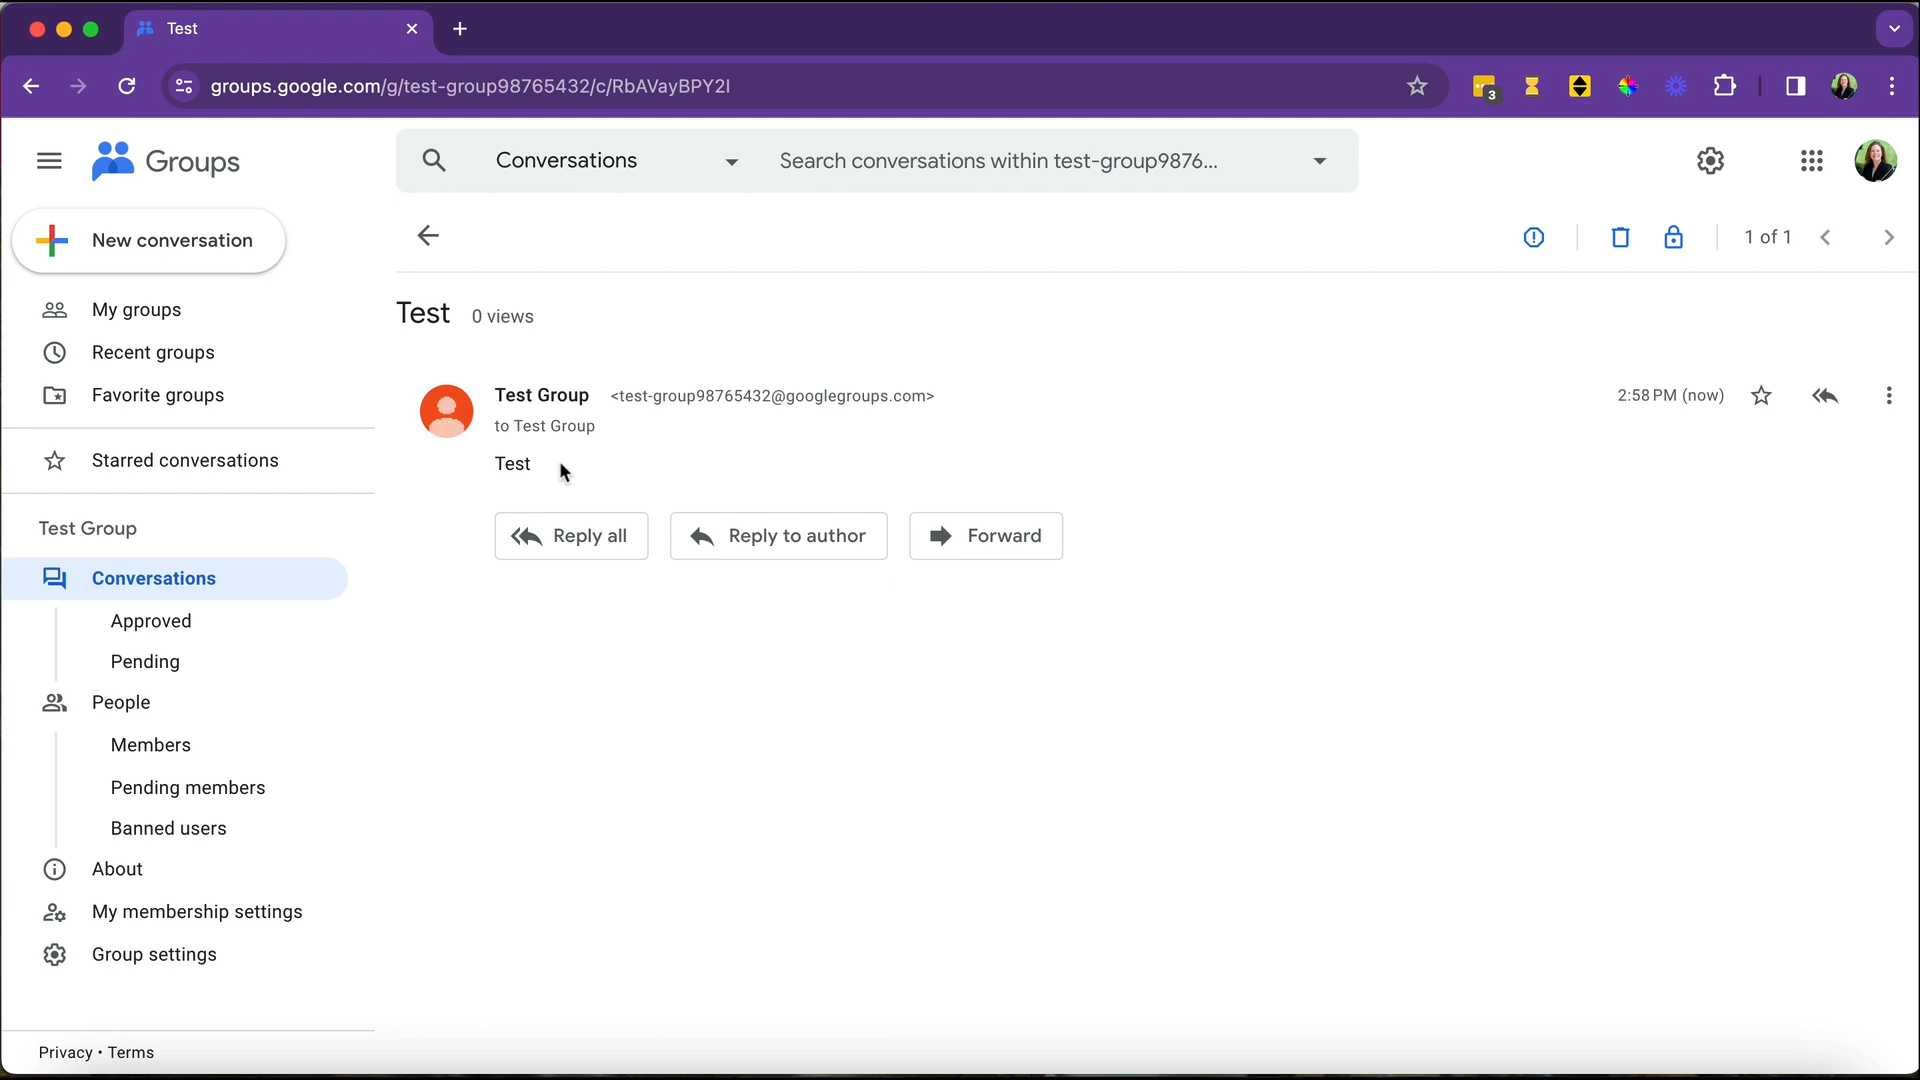 Test
groups.google.com/g/test-group98765432/c/RbAVayBPY2I
3
Groups
Conversations
Search conversations within test-group9876...
New conversation
1 of 1
My groups
Recent groups
Favorite groups
Starred conversations
Test Group
Conversations
Approved
Pending
People
Members
Pending members
Banned users
About
My membership settings
Group settings
Privacy • Terms
Test 0 views
Test Group <test-group98765432@googlegroups.com> 2:58 PM (now)
to Test Group
Test
Reply all
Reply to author
Forward